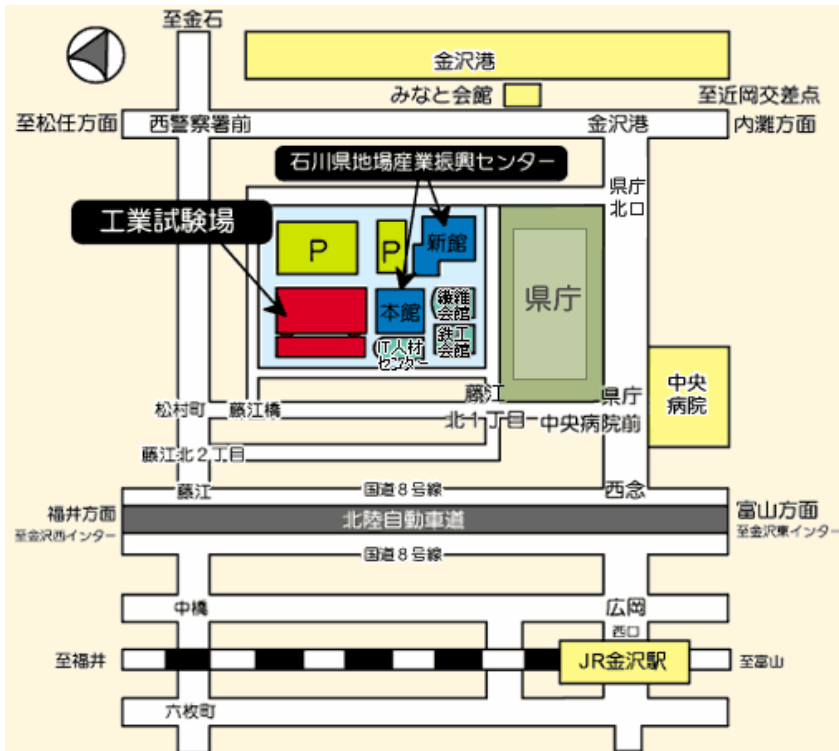 至金石
金沢港
みなと会館
至近岡交差点
至松任方面
西警察署前
金沢港
内灘方面
石川県地場産業振興センター
県庁
北口
工業試験場
P
P
新館
県庁
本館
繊維
会館
鉄工
会館
IT人材
センター
中央
病院
松村町
藤江橋
藤江
北1丁目
県庁
中央病院前
藤江北2丁目
藤江
国道8号線
西念
福井方面
至金沢西インター
北陸自動車道
富山方面
至金沢東インター
国道8号線
中橋
広岡
西口
至福井
JR金沢駅
至富山
六枚町